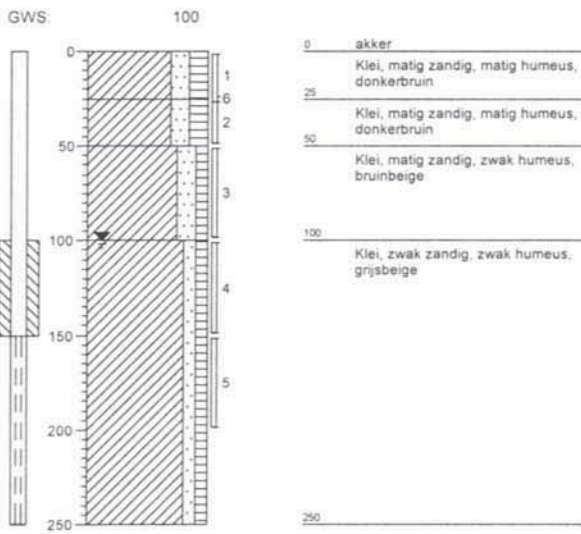 GWS: 100
0
50
100
150
200
250
1
6
2
3
4
5
0 akker
Klei, matig zandig, matig humeus,
donkerbruin
25
Klei, matig zandig, matig humeus,
donkerbruin
50
Klei, matig zandig, zwak humeus,
bruinbeige
100
Klei, zwak zandig, zwak humeus,
grijsbeige
250